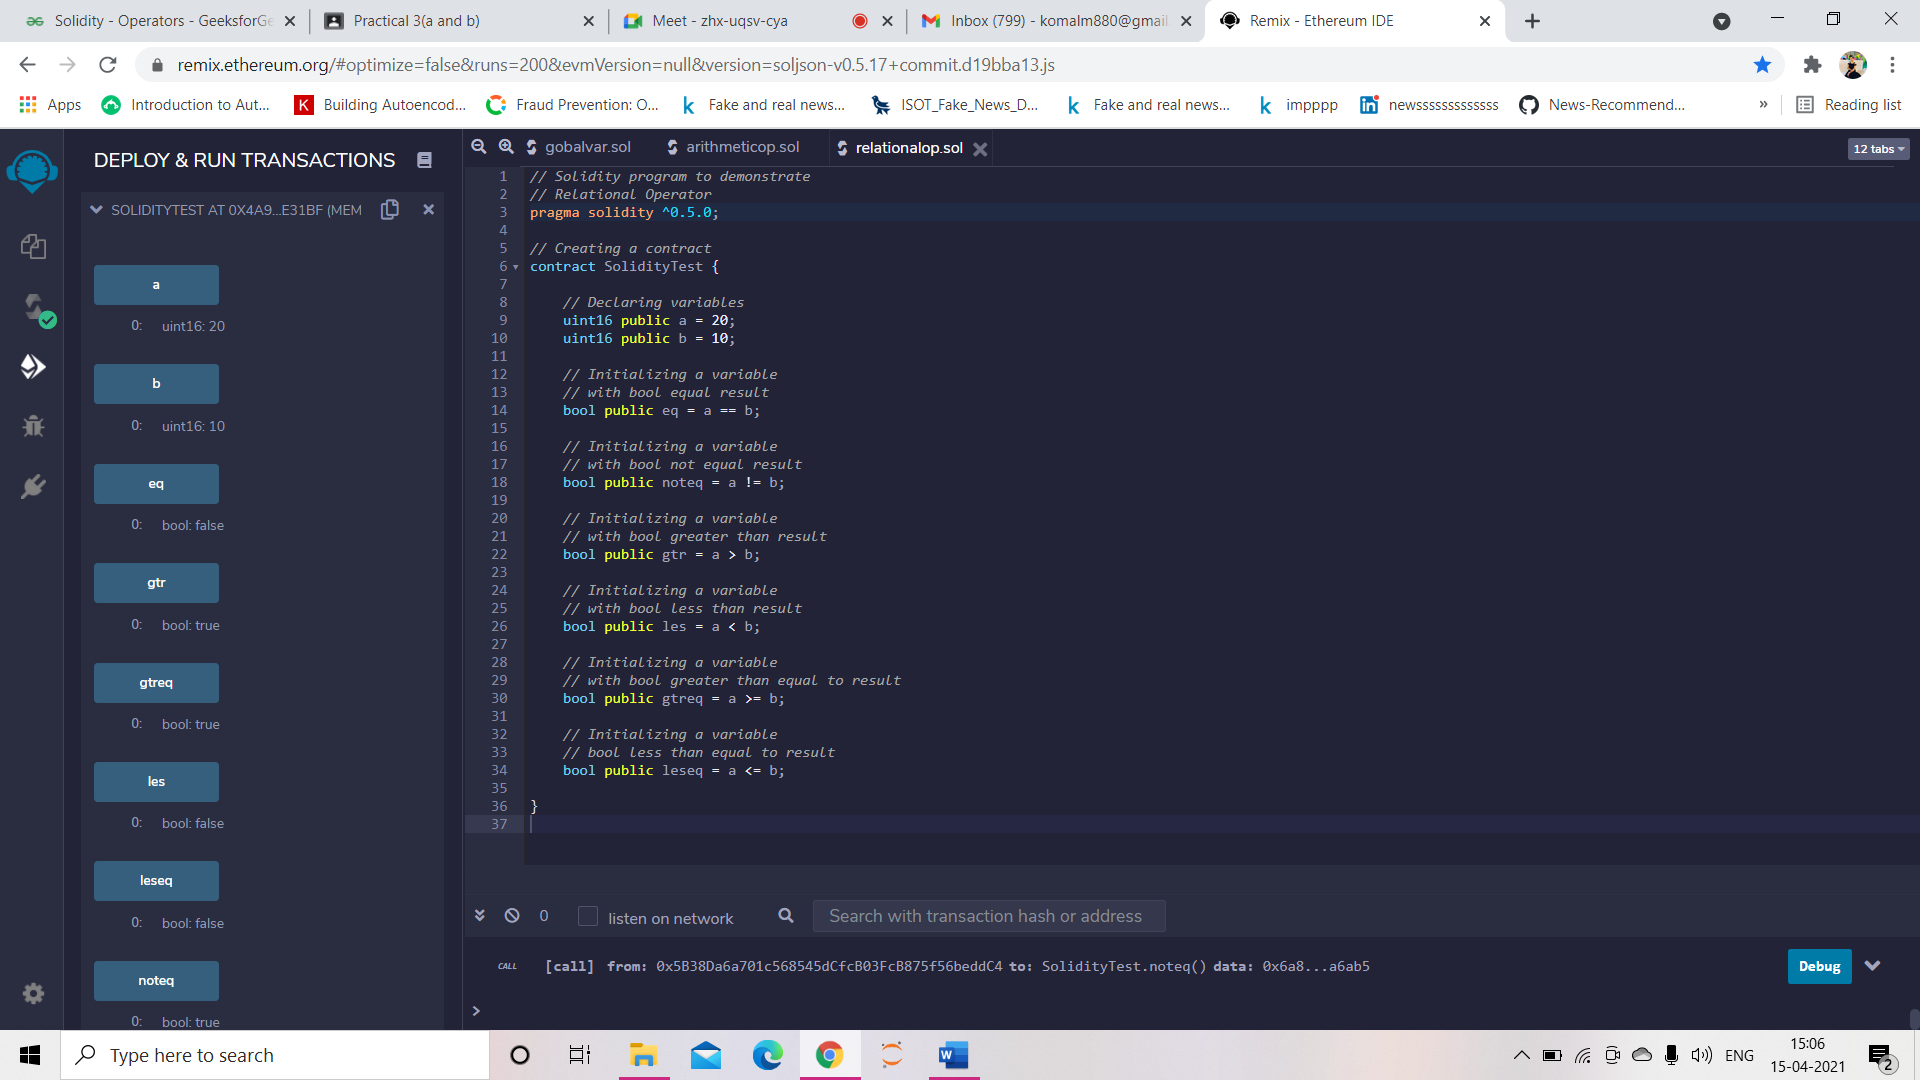 Solidity - Operators - GeeksforGe
Practical 3(a and b)
Meet - zhx-uqsv-cya
Inbox (799) - komalm880@gmail
Remix - Ethereum IDE
remix.ethereum.org/#optimize=false&runs=200&evmVersion=null&version=soljson-v0.5.17+commit.d19bba13.js
Apps
Introduction to Aut...
Building Autoencod...
Fraud Prevention: O...
Fake and real news...
ISOT_Fake_News_D...
Fake and real news...
impppp
newsssssssssssss
News-Recommend...
»
Reading list
DEPLOY & RUN TRANSACTIONS
SOLIDITYTEST AT 0X4A9...E31BF (MEM
a
0: uint16: 20
b
0: uint16: 10
eq
0: bool: false
gtr
0: bool: true
gtreq
0: bool: true
les
0: bool: false
leseq
0: bool: false
noteq
0: bool: true
gobalvar.sol
arithmeticop.sol
relationalop.sol
12 tabs
1 // Solidity program to demonstrate
2 // Relational Operator
3 pragma solidity ^0.5.0;
4
5 // Creating a contract
6 contract SolidityTest {
7
8 // Declaring variables
9 uint16 public a = 20;
10 uint16 public b = 10;
11
12 // Initializing a variable
13 // with bool equal result
14 bool public eq = a == b;
15
16 // Initializing a variable
17 // with bool not equal result
18 bool public noteq = a != b;
19
20 // Initializing a variable
21 // with bool greater than result
22 bool public gtr = a > b;
23
24 // Initializing a variable
25 // with bool less than result
26 bool public les = a < b;
27
28 // Initializing a variable
29 // with bool greater than equal to result
30 bool public gtreq = a >= b;
31
32 // Initializing a variable
33 // bool less than equal to result
34 bool public leseq = a <= b;
35
36 }
37
0
listen on network
Search with transaction hash or address
CALL [call] from: 0x5B38Da6a701c568545dCfcB03FcB875f56beddC4 to: SolidityTest.noteq() data: 0x6a8...a6ab5
Debug
>
Type here to search
ENG
15:06
15-04-2021
2